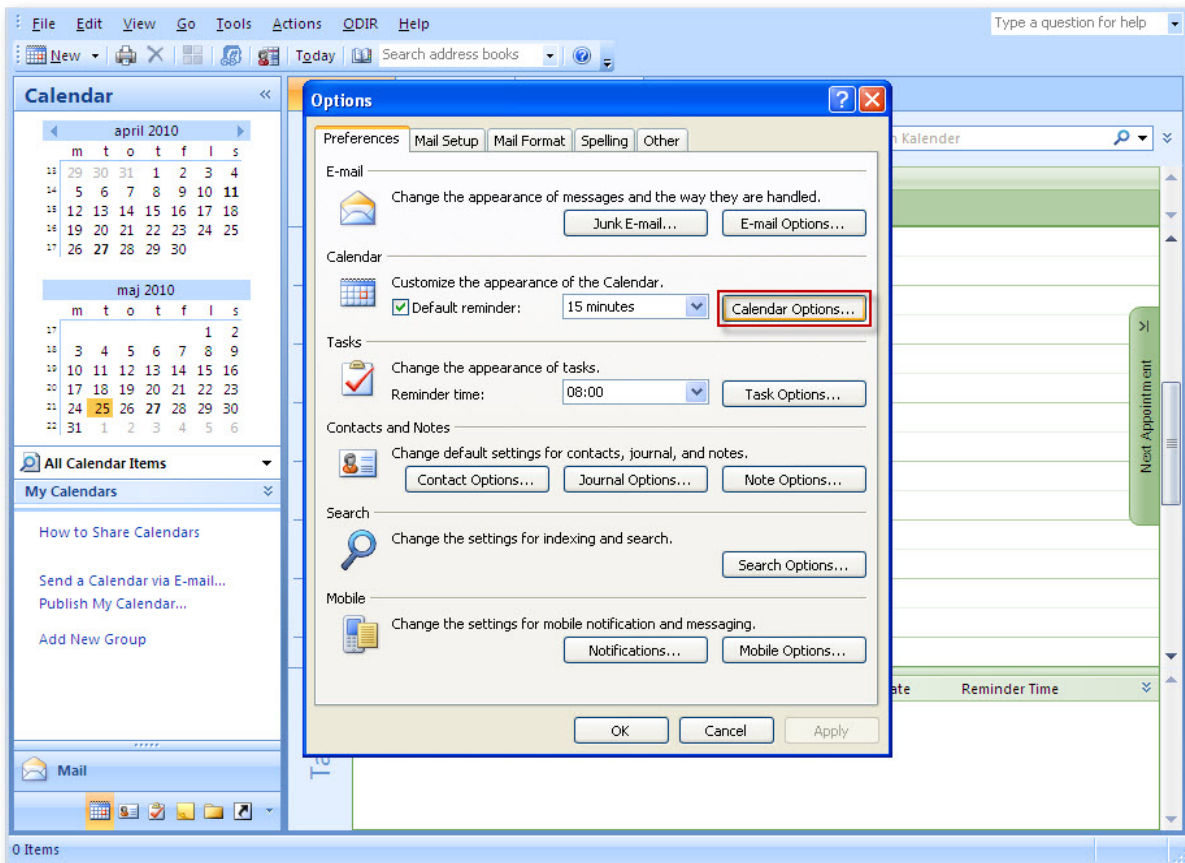 File Edit View Go Tools Actions ODIR Help
Type a question for help
New
Today
Search address books
Calendar
april 2010
m t o t f l s
13 29 30 31 1 2 3 4
14 5 6 7 8 9 10 11
15 12 13 14 15 16 17 18
16 19 20 21 22 23 24 25
17 26 27 28 29 30
maj 2010
m t o t f l s
17 1 2
18 3 4 5 6 7 8 9
19 10 11 12 13 14 15 16
20 17 18 19 20 21 22 23
21 24 25 26 27 28 29 30
22 31 1 2 3 4 5 6
All Calendar Items
My Calendars
How to Share Calendars
Send a Calendar via E-mail...
Publish My Calendar...
Add New Group
Mail
0 Items
Options
Preferences Mail Setup Mail Format Spelling Other
E-mail
Change the appearance of messages and the way they are handled.
Junk E-mail... E-mail Options...
Calendar
Customize the appearance of the Calendar.
Default reminder: 15 minutes Calendar Options...
Tasks
Change the appearance of tasks.
Reminder time: 08:00 Task Options...
Contacts and Notes
Change default settings for contacts, journal, and notes.
Contact Options... Journal Options... Note Options...
Search
Change the settings for indexing and search.
Search Options...
Mobile
Change the settings for mobile notification and messaging.
Notifications... Mobile Options...
OK Cancel Apply
Kalender
Next Appointment
Reminder Time